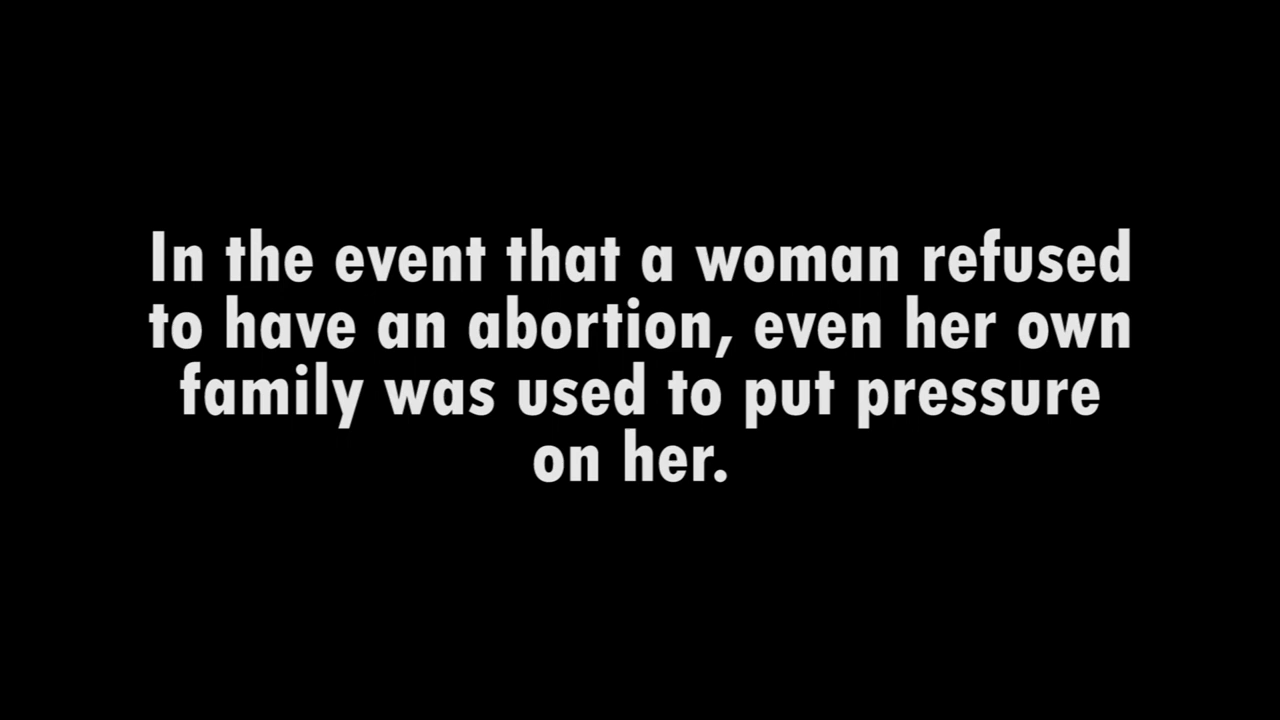 In the event that a woman refused
to have an abortion, even her own
family was used to put pressure
on her.